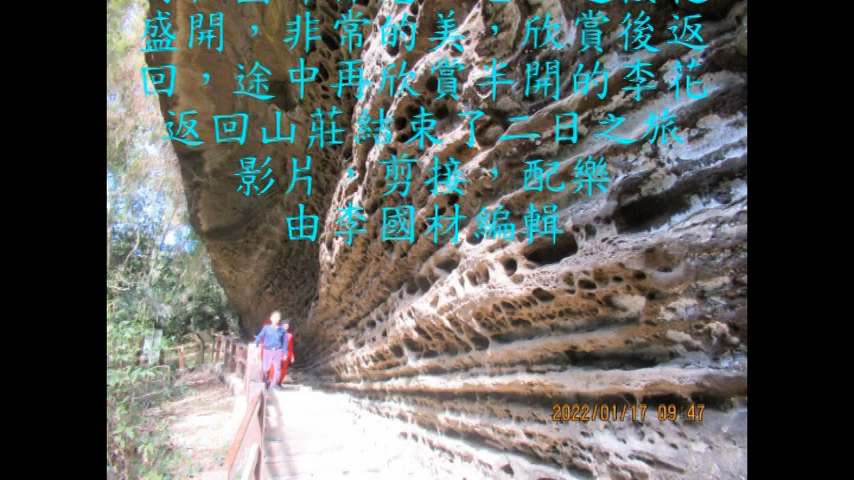 盛開，非常的美，欣賞後返
回，途中再欣賞半開的李花
返回山莊結束了二日之旅
影片，剪接，配樂
由李國材編輯
2022/01/17 09:47